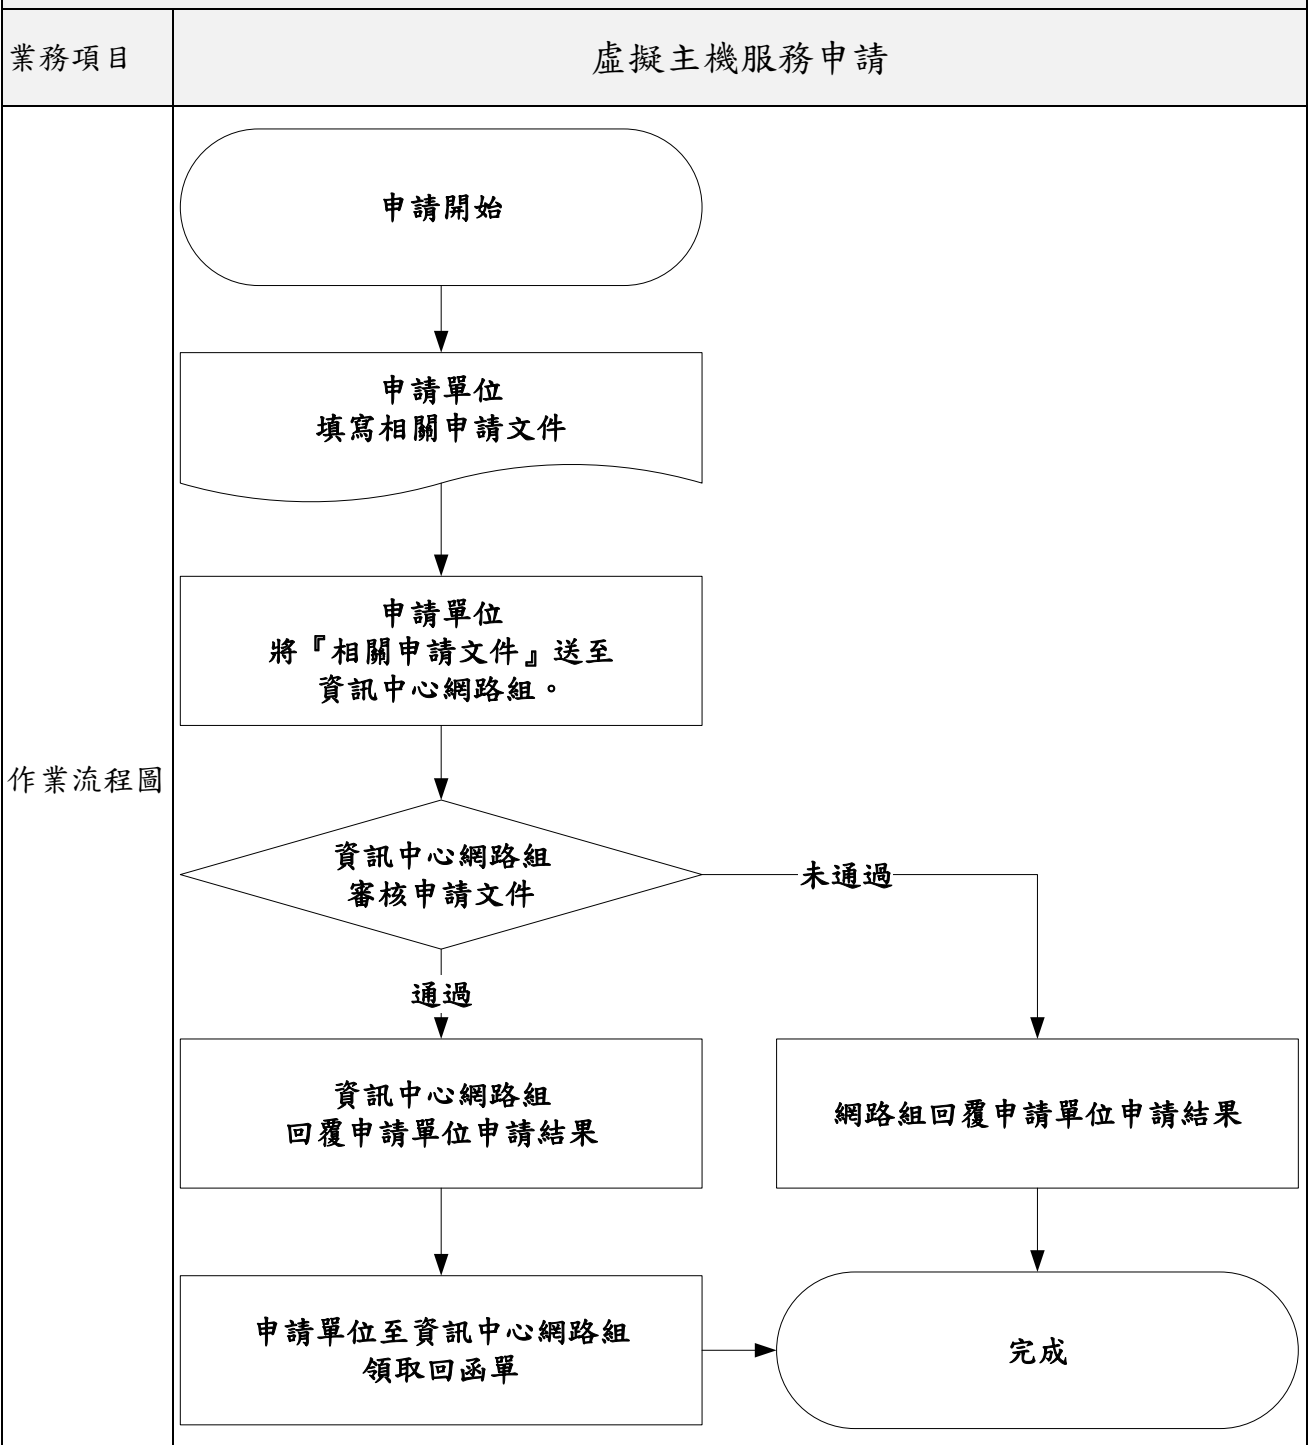 業務項目
虛擬主機服務申請
作業流程圖
申請開始
申請單位
填寫相關申請文件
申請單位
將『相關申請文件』送至
資訊中心網路組。
資訊中心網路組
審核申請文件
未通過
通過
資訊中心網路組
回覆申請單位申請結果
網路組回覆申請單位申請結果
申請單位至資訊中心網路組
領取回函單
完成